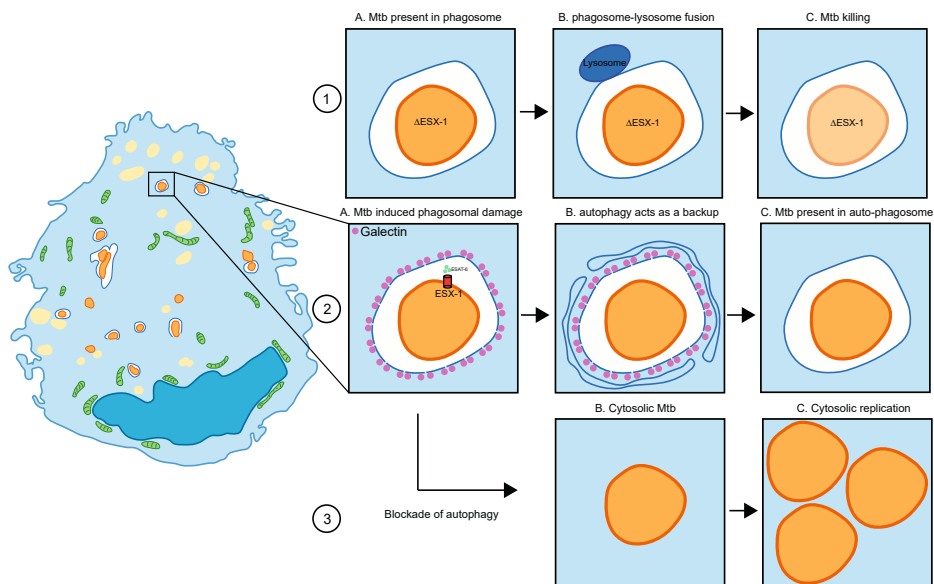 A. Mtb present in phagosome
B. phagosome-lysosome fusion
C. Mtb killing
Lysosome
1
ΔESX-1
ΔESX-1
ΔESX-1
A. Mtb induced phagosomal damage
B. autophagy acts as a backup
C. Mtb present in auto-phagosome
Galectin
ESAT-6
ESX-1
2
B. Cytosolic Mtb
C. Cytosolic replication
3
Blockade of autophagy